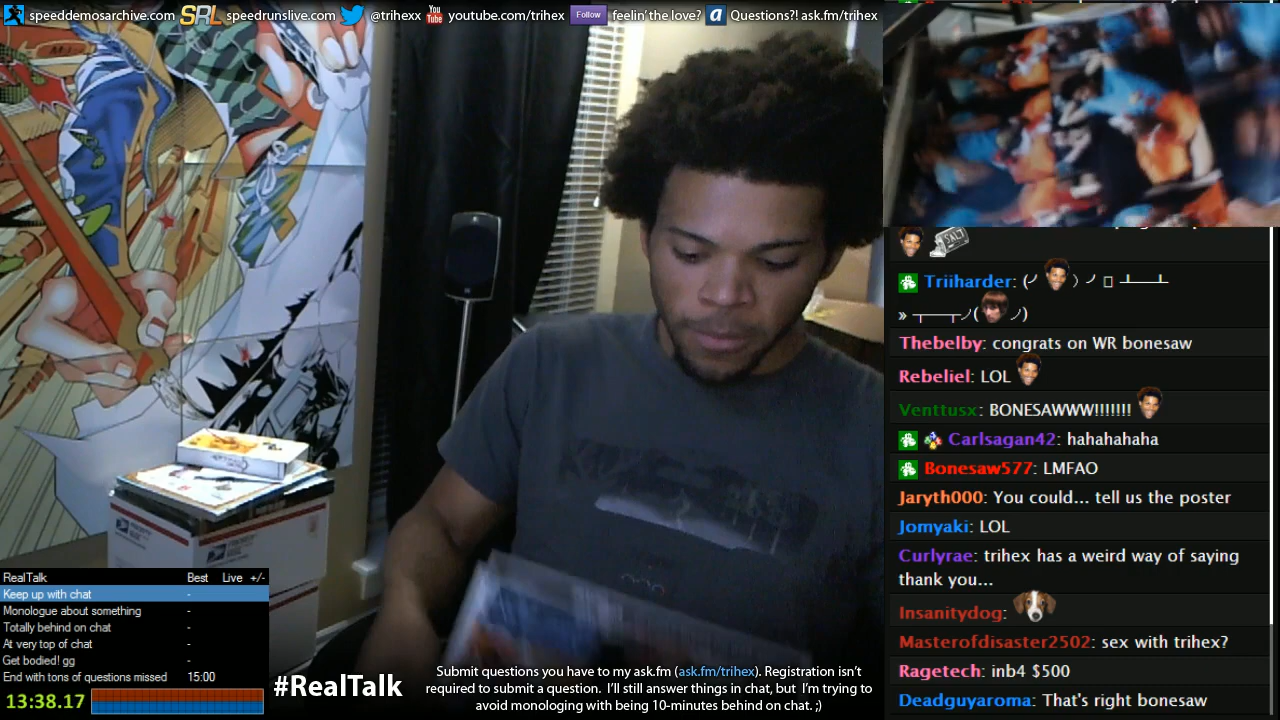 speeddemosarchive.com SRL speedrunslive.com @trihexx You Tube youtube.com/trihex Follow feelin' the love? a Questions?! ask.fm/trihex
SALT
Triiharder: (╯ ) ╯ □ ┻━┻
» ┬──┬ ノ( ノ)
Thebelby: congrats on WR bonesaw
Rebeliel: LOL
Venttusx: BONESAWWW!!!!!!!
Carlsagan42: hahahahaha
Bonesaw577: LMFAO
Jaryth000: You could... tell us the poster
Jomyaki: LOL
Curlyrae: trihex has a weird way of saying
thank you...
Insanitydog:
Masterofdisaster2502: sex with trihex?
Ragetech: inb4 $500
Deadguyaroma: That's right bonesaw
RealTalk Best Live +/-
Keep up with chat -
Monologue about something -
Totally behind on chat -
At very top of chat -
Get bodied! gg -
End with tons of questions missed 15:00
13:38.17
#RealTalk
Submit questions you have to my ask.fm (ask.fm/trihex). Registration isn't
required to submit a question. I'll still answer things in chat, but I'm trying to
avoid monologing with being 10-minutes behind on chat. ;)